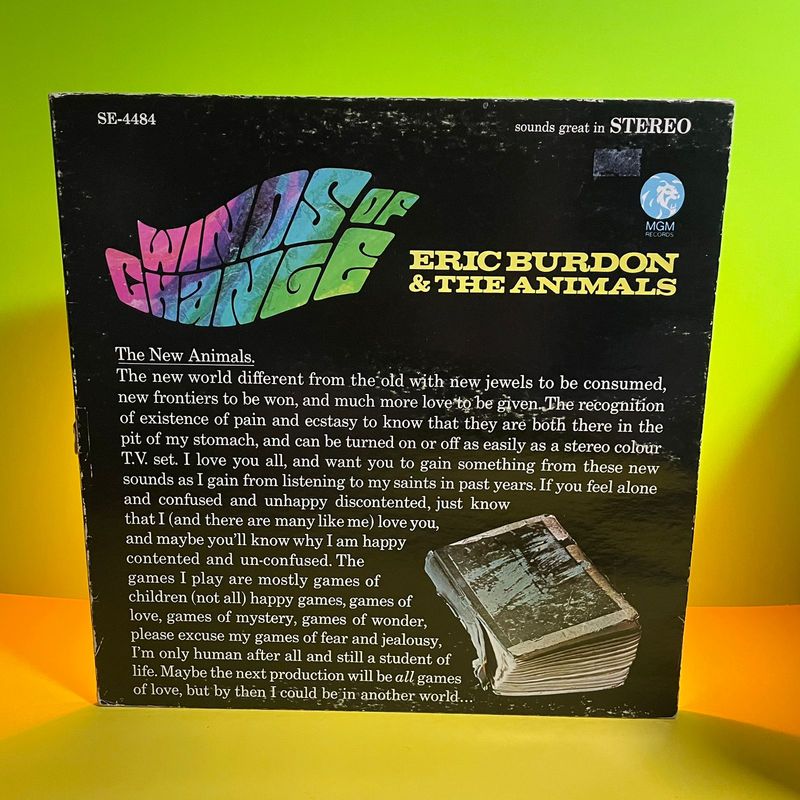 SE-4484
sounds great in STEREO
WINDS OF
CHANGE
MGM
RECORDS
ERIC BURDON
& THE ANIMALS
The New Animals.
The new world different from the old with new jewels to be consumed,
new frontiers to be won, and much more love to be given. The recognition
of existence of pain and ecstasy to know that they are both there in the
pit of my stomach, and can be turned on or off as easily as a stereo colour
T.V. set. I love you all, and want you to gain something from these new
sounds as I gain from listening to my saints in past years. If you feel alone
and confused and unhappy discontented, just know
that I (and there are many like me) love you,
and maybe you'll know why I am happy
contented and un-confused. The
games I play are mostly games of
children (not all) happy games, games of
love, games of mystery, games of wonder,
please excuse my games of fear and jealousy,
I'm only human after all and still a student of
life. Maybe the next production will be all games
of love, but by then I could be in another world...